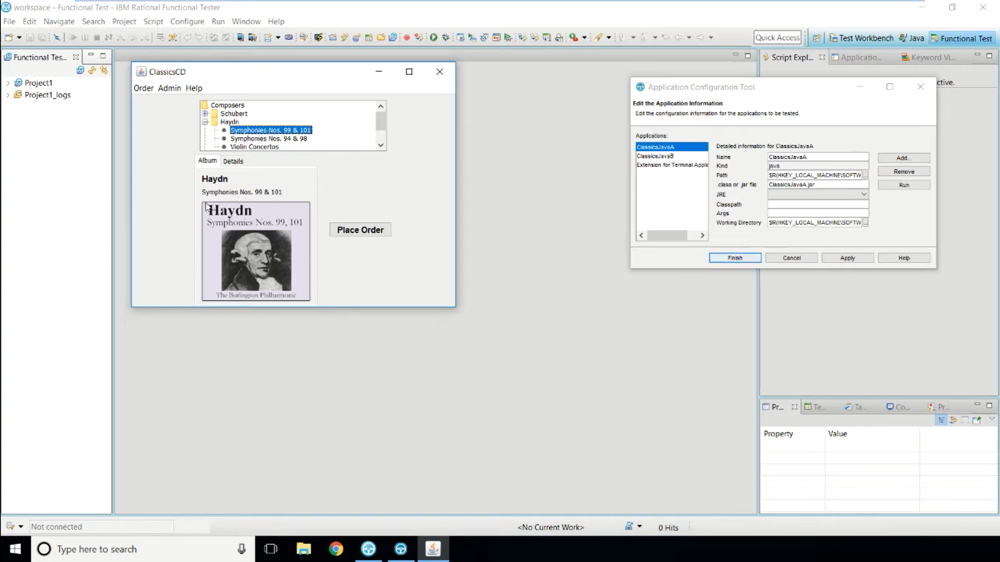 workspace - Functional Test - IBM Rational Functional Tester
File Edit Navigate Search Project Script Configure Run Window Help
Quick Access
Test Workbench
Java
Functional Test
Functional Tes...
Project1
Project1_logs
ClassicsCD
Order Admin Help
Composers
Schubert
Haydn
Symphonies Nos. 99 & 101
Symphonies Nos. 94 & 98
Violin Concertos
Album Details
Haydn
Symphonies Nos. 99 & 101
Haydn
Symphonies Nos. 99, 101
The Burlington Philharmonic
Place Order
Script Expl...
Applicatio...
Keyword Vi...
ctive.
Application Configuration Tool
Edit the Application Information
Edit the configuration information for the applications to be tested.
Applications:
ClassicsJavaA
ClassicsJavaB
Extension for Terminal Applic
Detailed information for ClassicsJavaA
Name ClassicsJavaA
Kind java
Path $R(HKEY_LOCAL_MACHINE\SOFTW ...
.class or .jar file ClassicsJavaA.jar
JRE
Classpath
Args
Working Directory $R(HKEY_LOCAL_MACHINE\SOFTW ...
Add...
Remove
Run
Finish Cancel Apply Help
Pr...
Te...
Ta...
Co...
Pr...
Property Value
Not connected
<No Current Work>
0 Hits
Type here to search